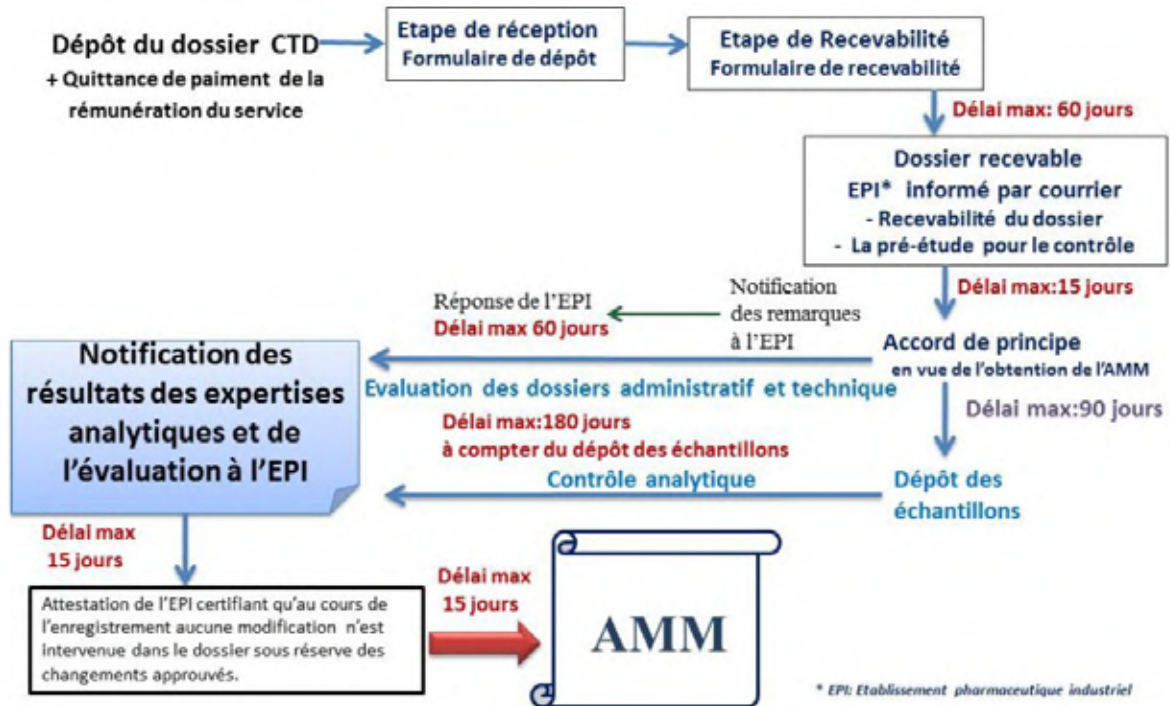 Dépôt du dossier CTD
+ Quittance de paiment de la
rémunération du service
Etape de réception
Formulaire de dépôt
Etape de Recevabilité
Formulaire de recevabilité
Délai max: 60 jours
Dossier recevable
EPI* informé par courrier
- Recevabilité du dossier
- La pré-étude pour le contrôle
Délai max:15 jours
Notification
des remarques
à l'EPI
Réponse de l'EPI
Délai max 60 jours
Accord de principe
en vue de l'obtention de l'AMM
Evaluation des dossiers administratif et technique
Délai max:90 jours
Délai max:180 jours
à compter du dépôt des échantillons
Dépôt des
échantillons
Contrôle analytique
Notification des
résultats des expertises
analytiques et de
l'évaluation à l'EPI
Délai max
15 jours
Attestation de l'EPI certifiant qu'au cours de
l'enregistrement aucune modification n'est
intervenue dans le dossier sous réserve des
changements approuvés.
Délai max
15 jours
AMM
* EPI: Etablissement pharmaceutique industriel